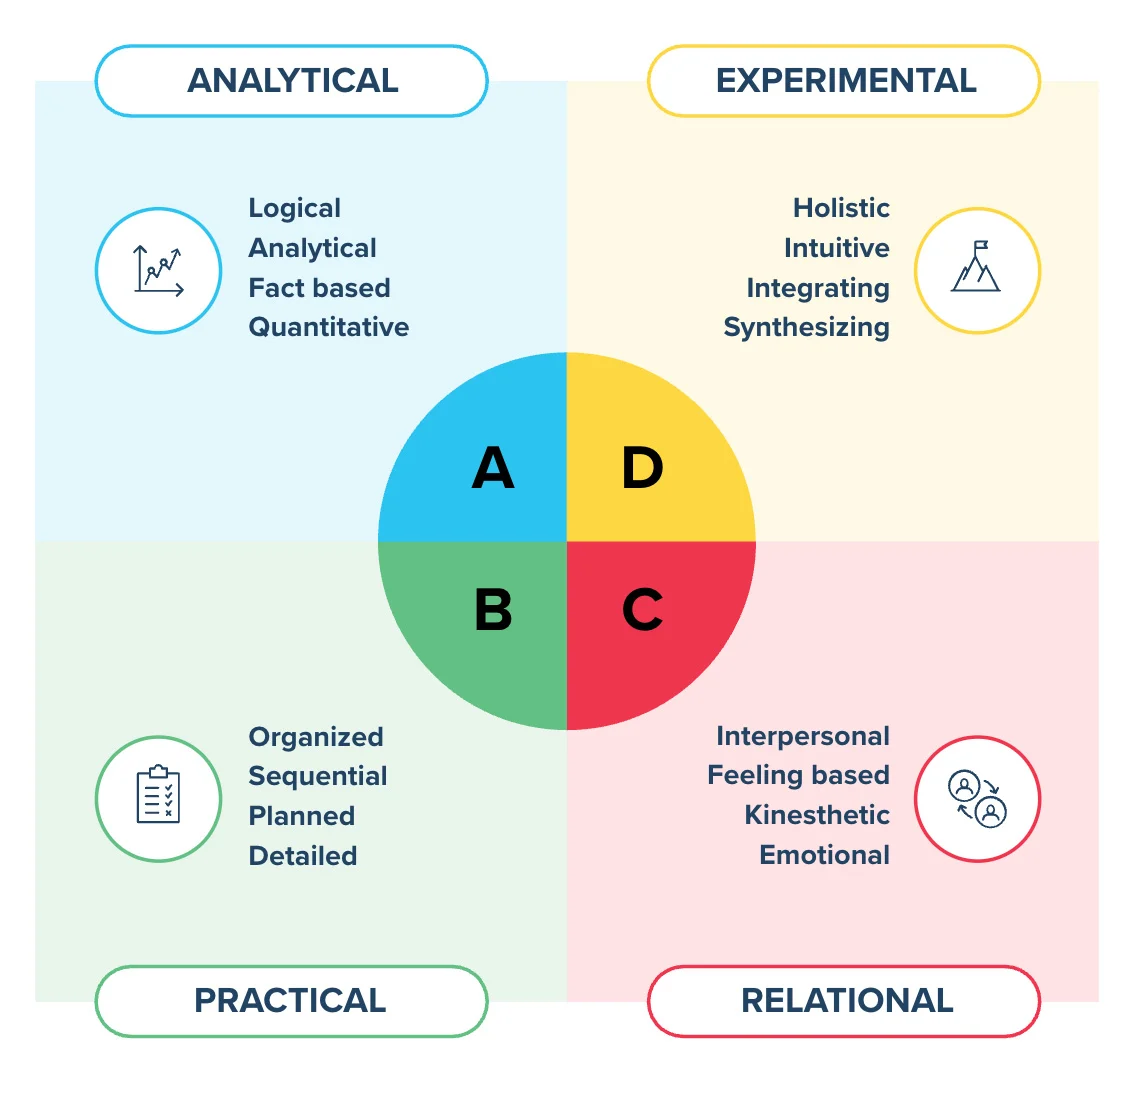 ANALYTICAL
EXPERIMENTAL
Logical
Analytical
Fact based
Quantitative
Holistic
Intuitive
Integrating
Synthesizing
A
D
B
C
Organized
Sequential
Planned
Detailed
Interpersonal
Feeling based
Kinesthetic
Emotional
PRACTICAL
RELATIONAL